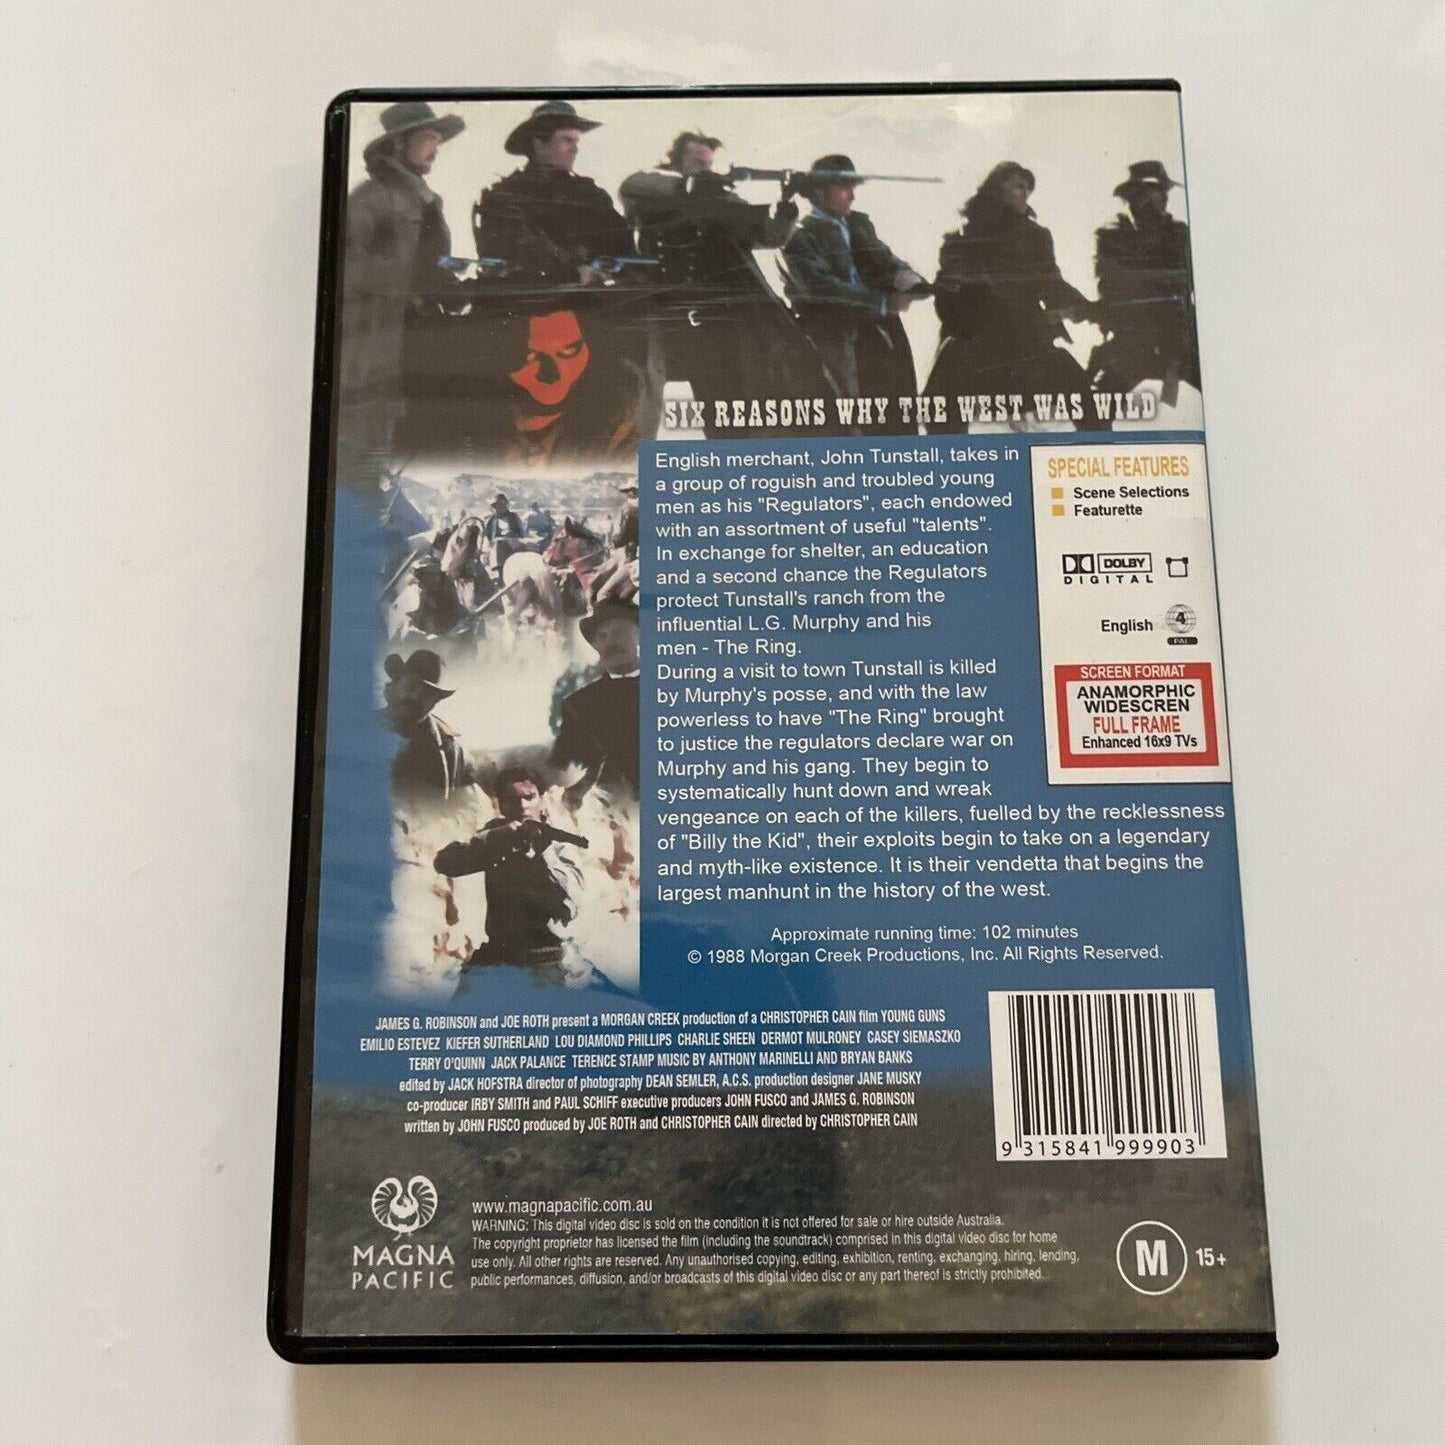 SIX REASONS WHY THE WEST WAS WILD
English merchant, John Tunstall, takes in
a group of roguish and troubled young
men as his "Regulators", each endowed
with an assortment of useful "talents".
In exchange for shelter, an education
and a second chance the Regulators
protect Tunstall's ranch from the
influential L.G. Murphy and his
men - The Ring.
During a visit to town Tunstall is killed
by Murphy's posse, and with the law
powerless to have "The Ring" brought
to justice the regulators declare war on
Murphy and his gang. They begin to
systematically hunt down and wreak
vengeance on each of the killers, fuelled by the recklessness
of "Billy the Kid", their exploits begin to take on a legendary
and myth-like existence. It is their vendetta that begins the
largest manhunt in the history of the west.
Approximate running time: 102 minutes
© 1988 Morgan Creek Productions, Inc. All Rights Reserved.
SPECIAL FEATURES
Scene Selections
Featurette
DOLBY
DIGITAL
English 4
PAL
SCREEN FORMAT
ANAMORPHIC
WIDESCREN
FULL FRAME
Enhanced 16x9 TVs
JAMES G. ROBINSON and JOE ROTH present a MORGAN CREEK production of a CHRISTOPHER CAIN film YOUNG GUNS
EMILIO ESTEVEZ KIEFER SUTHERLAND LOU DIAMOND PHILLIPS CHARLIE SHEEN DERMOT MULRONEY CASEY SIEMASZKO
TERRY O'QUINN JACK PALANCE TERENCE STAMP MUSIC BY ANTHONY MARINELLI AND BRYAN BANKS
edited by JACK HOFSTRA director of photography DEAN SEMLER, A.C.S. production designer JANE MUSKY
co-producer IRBY SMITH and PAUL SCHIFF executive producers JOHN FUSCO and JAMES G. ROBINSON
written by JOHN FUSCO produced by JOE ROTH and CHRISTOPHER CAIN directed by CHRISTOPHER CAIN
9 315841 999903
MAGNA
PACIFIC
www.magnapacific.com.au
WARNING: This digital video disc is sold on the condition it is not offered for sale or hire outside Australia.
The copyright proprietor has licensed the film (including the soundtrack) comprised in this digital video disc for home
use only. All other rights are reserved. Any unauthorised copying, editing, exhibition, renting, exchanging, hiring, lending,
public performances, diffusion, and/or broadcasts of this digital video disc or any part thereof is strictly prohibited.
M 15+